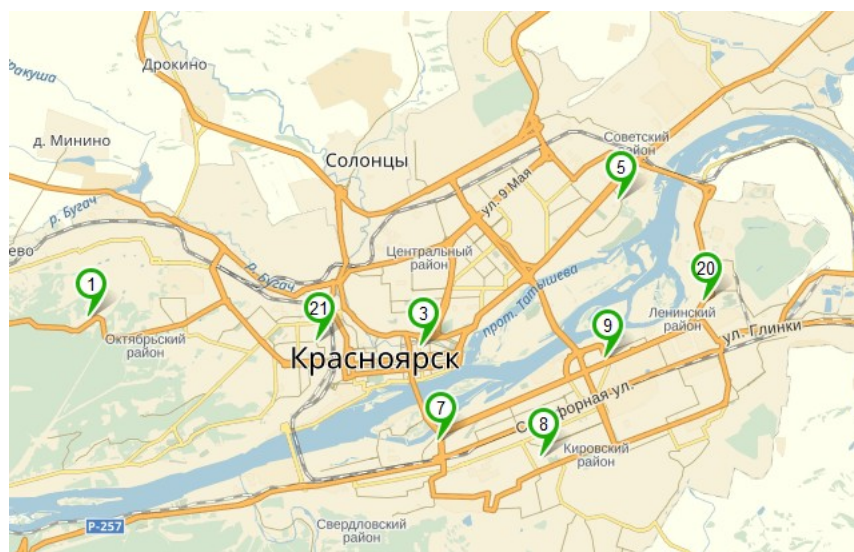 Дрокино
д. Минино
Солонцы
р. Бугач
р. Бугач
ул. 9 Мая
Советский
район
5
Центральный
район
1
Октябрьский
район
21
3
Красноярск
прот. Татышева
20
Ленинский
район
9
ул. Глинки
7
8
Кировский
район
Р-257
Свердловский
район